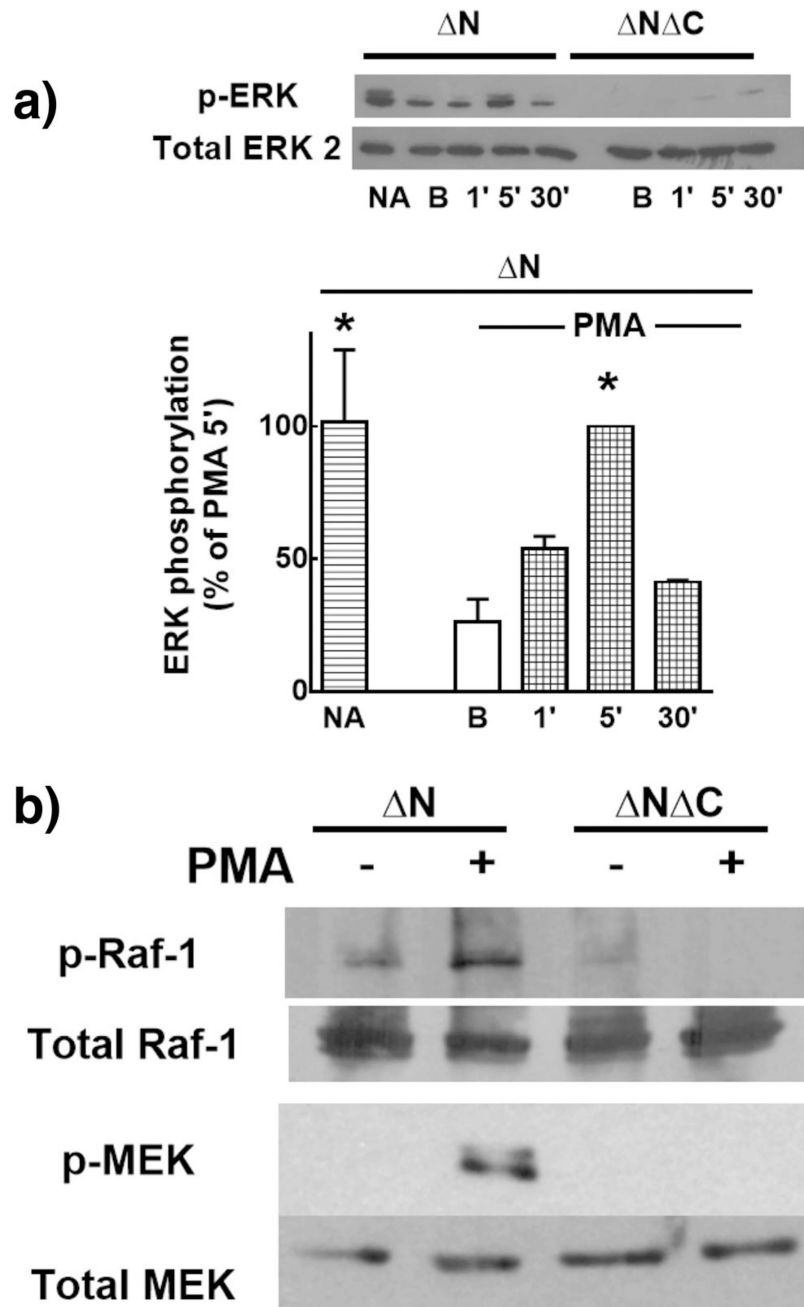 a)
ΔN ΔNΔC
p-ERK
Total ERK 2
NA B 1' 5' 30' B 1' 5' 30'
ΔN
* PMA *
ERK phosphorylation
(% of PMA 5')
100
50
0
NA B 1' 5' 30'
b)
ΔN ΔNΔC
PMA - + - +
p-Raf-1
Total Raf-1
p-MEK
Total MEK